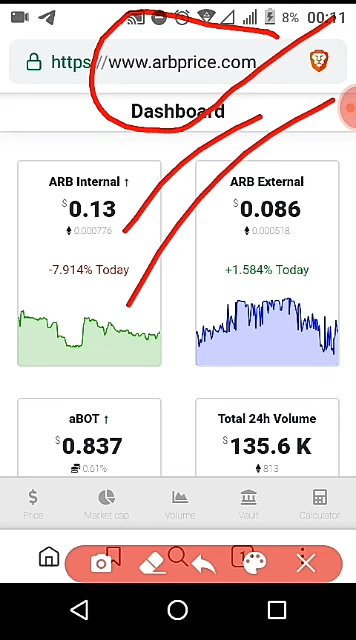 8% 00:11
https://www.arbprice.com
Dashboard
ARB Internal ↑
$0.13
0.000776
-7.914% Today
ARB External
$0.086
0.000518
+1.584% Today
aBOT ↑
$0.837
0.61%
Total 24h Volume
$135.6 K
813
Price
Market cap
Volume
Vault
Calculator